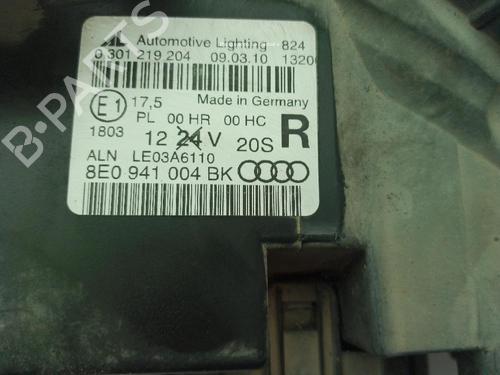 AL Automotive Lighting 824
0 301 219 204 09.03.10 1320
E1 17,5 Made in Germany
PL 00 HR 00 HC R
1803 12 24 V 20S
ALN LE03A6110
8E0 941 004 BK
B-PARTS